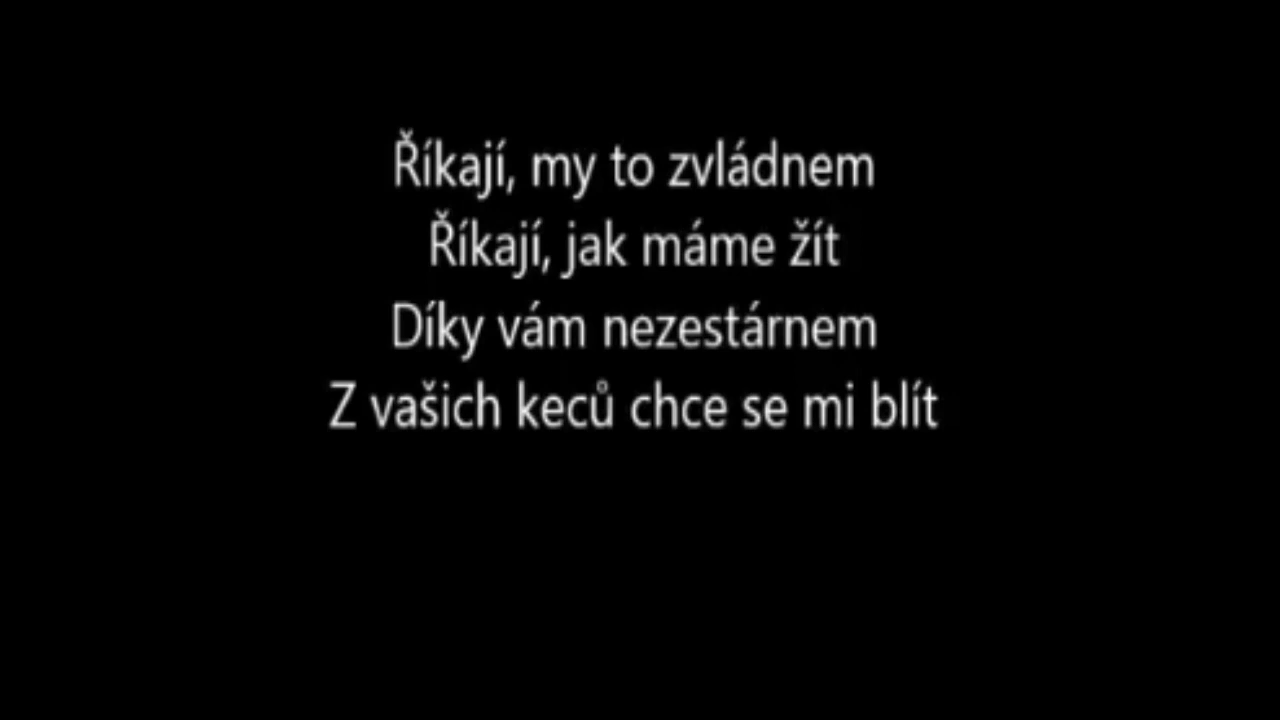 Říkají, my to zvládnem
Říkají, jak máme žít
Díky vám nezestárnem
Z vašich keců chce se mi blít